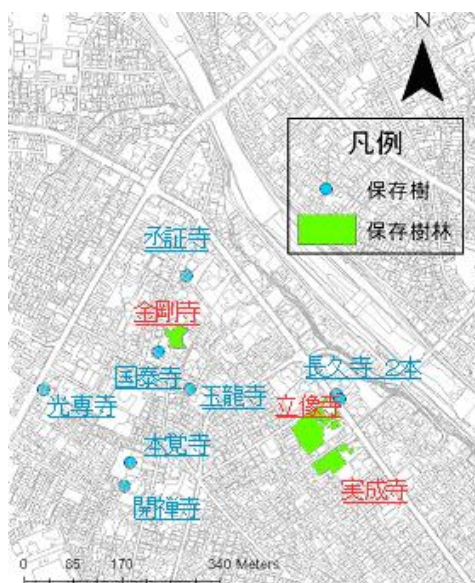 N
凡例
保存樹
保存樹林
丞証寺
金剛寺
国泰寺
長久寺 2本
光専寺
玉龍寺
立像寺
本覚寺
実成寺
開禅寺
0 85 170 340 Meters